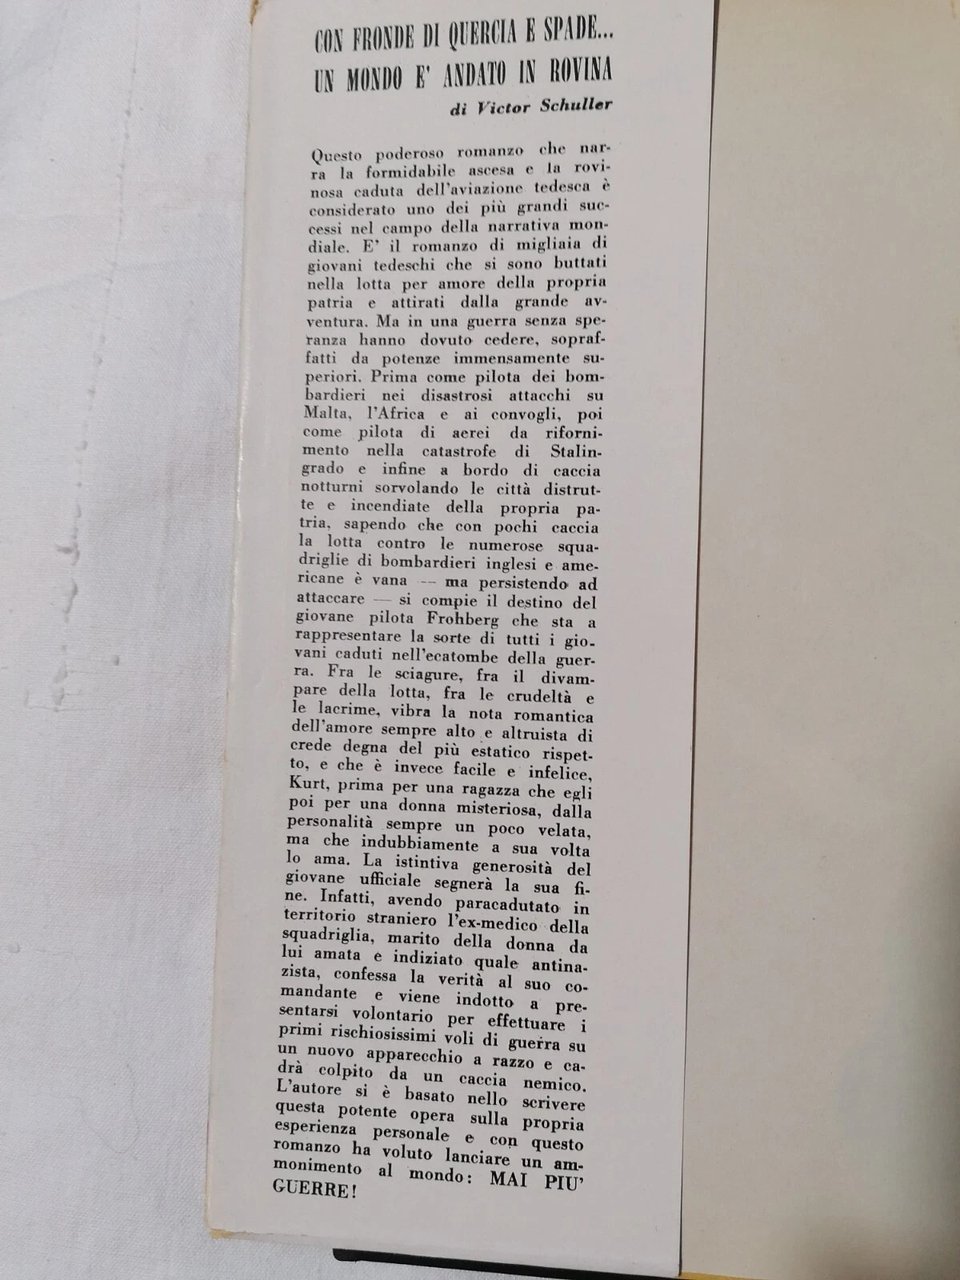 CON FRONDE DI QUERCIA E SPADE...
UN MONDO E' ANDATO IN ROVINA
di Victor Schuller
Questo poderoso romanzo che nar-
ra la formidabile ascesa e la rovi-
nosa caduta dell'aviazione tedesca è
considerato uno dei più grandi suc-
cessi nel campo della narrativa mon-
diale. E' il romanzo di migliaia di
giovani tedeschi che si sono buttati
nella lotta per amore della propria
patria e attirati dalla grande av-
ventura. Ma in una guerra senza spe-
ranza hanno dovuto cedere, sopraf-
fatti da potenze immensamente su-
periori. Prima come pilota dei bom-
bardieri nei disastrosi attacchi su
Malta, l'Africa e ai convogli, poi
come pilota di aerei da riforni-
mento nella catastrofe di Stalin-
grado e infine a bordo di caccia
notturni sorvolando le città distrut-
te e incendiate della propria pa-
tria, sapendo che con pochi caccia
la lotta contro le numerose squa-
driglie di bombardieri inglesi e ame-
ricane è vana — ma persistendo ad
attaccare — si compie il destino del
giovane pilota Frohberg che sta a
rappresentare la sorte di tutti i gio-
vani caduti nell'ecatombe della guer-
ra. Fra le sciagure, fra il divam-
pare della lotta, fra le crudeltà e
le lacrime, vibra la nota romantica
dell'amore sempre alto e altruista di
crede degna del più estatico rispet-
to, e che è invece facile e infelice,
Kurt, prima per una ragazza che egli
poi per una donna misteriosa, dalla
personalità sempre un poco velata,
ma che indubbiamente a sua volta
lo ama. La istintiva generosità del
giovane ufficiale segnerà la sua fi-
ne. Infatti, avendo paracadutato in
territorio straniero l'ex-medico della
squadriglia, marito della donna da
lui amata e indiziato quale antina-
zista, confessa la verità al suo co-
mandante e viene indotto a pre-
sentarsi volontario per effettuare i
primi rischiosissimi voli di guerra su
un nuovo apparecchio a razzo e ca-
drà colpito da un caccia nemico.
L'autore si è basato nello scrivere
questa potente opera sulla propria
esperienza personale e con questo
romanzo ha voluto lanciare un am-
monimento al mondo: MAI PIU'
GUERRE!